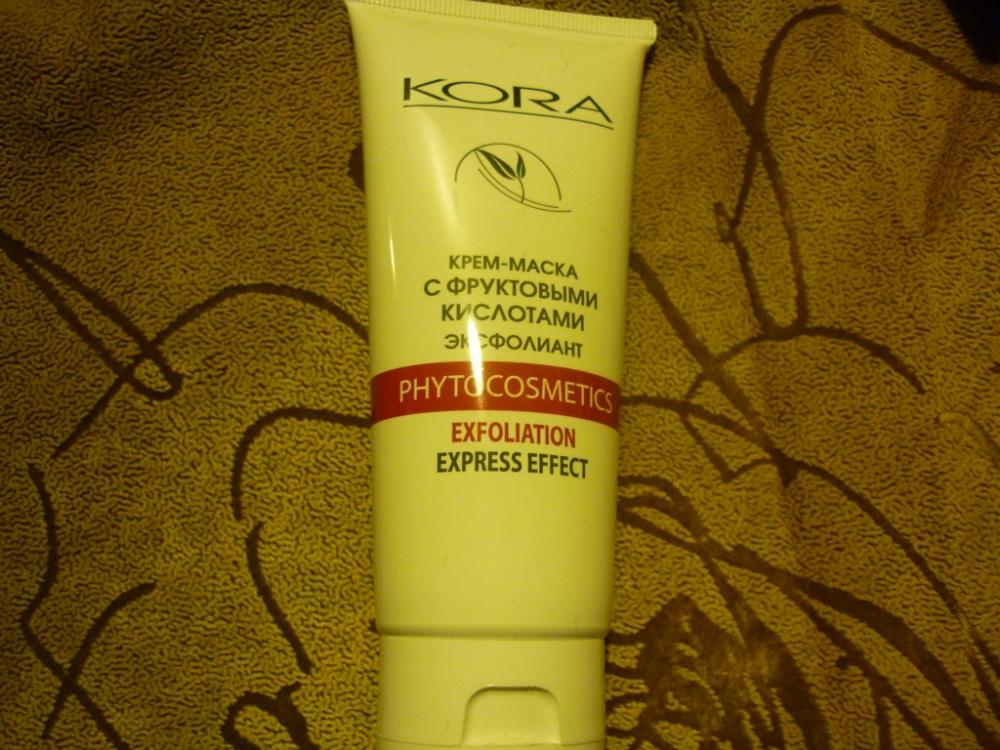 KORA
КРЕМ-МАСКА
С ФРУКТОВЫМИ
КИСЛОТАМИ
ЭКСФОЛИАНТ
PHYTOCOSMETICS
EXFOLIATION
EXPRESS EFFECT